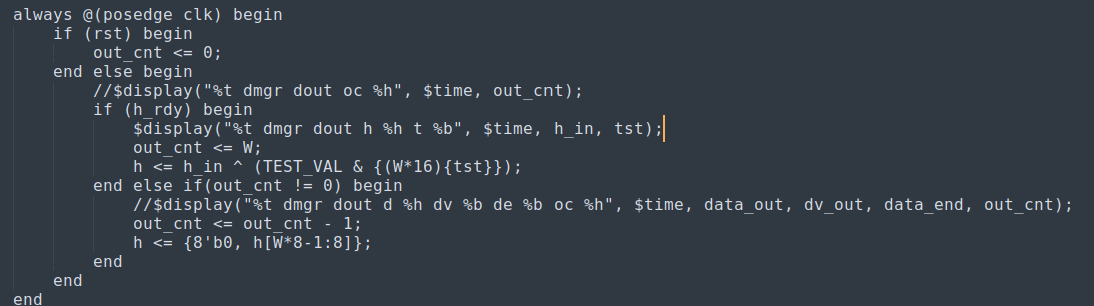 always @(posedge clk) begin
    if (rst) begin
        out_cnt <= 0;
    end else begin
        //$display("%t dmgr dout oc %h", $time, out_cnt);
        if (h_rdy) begin
            $display("%t dmgr dout h %h t %b", $time, h_in, tst);
            out_cnt <= W;
            h <= h_in ^ (TEST_VAL & {(W*16){tst}});
        end else if(out_cnt != 0) begin
            //$display("%t dmgr dout d %h dv %b de %b oc %h", $time, data_out, dv_out, data_end, out_cnt);
            out_cnt <= out_cnt - 1;
            h <= {8'b0, h[W*8-1:8]};
        end
    end
end